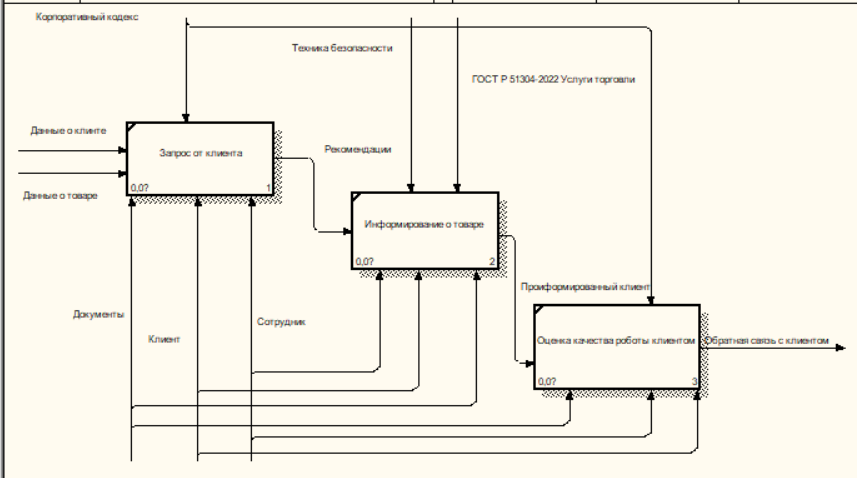 Корпоративный кодекс
Техника безопасности
ГОСТ Р 51304-2022 Услуги торговли
Данные о клинте
Запрос от клиента
Рекомендации
0,0? 1
Данные о товаре
Информирование о товаре
0,0? 2
Проиформированный клиент
Документы
Клиент
Сотрудник
Оценка качества роботы клиентом
Обратная связь с клиентом
0,0? 3